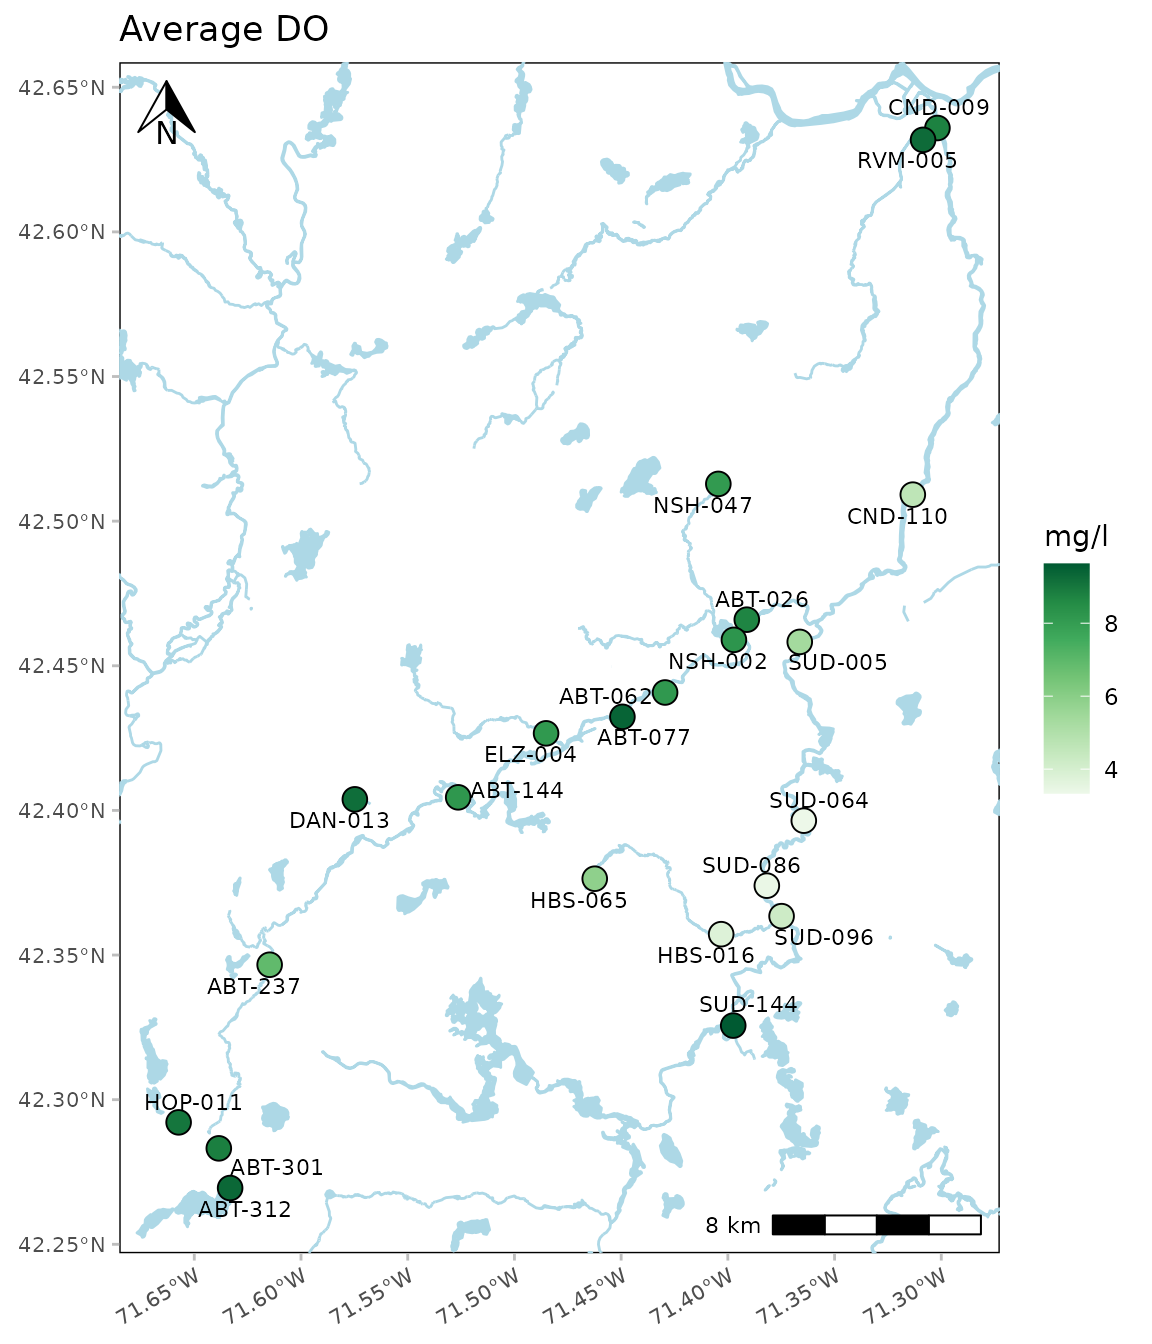 Average DO
42.65°N
42.60°N
42.55°N
42.50°N
42.45°N
42.40°N
42.35°N
42.30°N
42.25°N
N
CND-009
RVM-005
NSH-047
CND-110
ABT-026
NSH-002
SUD-005
ABT-062
ABT-077
ELZ-004
ABT-144
DAN-013
SUD-064
SUD-086
HBS-065
SUD-096
HBS-016
ABT-237
SUD-144
HOP-011
ABT-301
ABT-312
8 km
71.65°W
71.60°W
71.55°W
71.50°W
71.45°W
71.40°W
71.35°W
71.30°W
mg/l
8
6
4